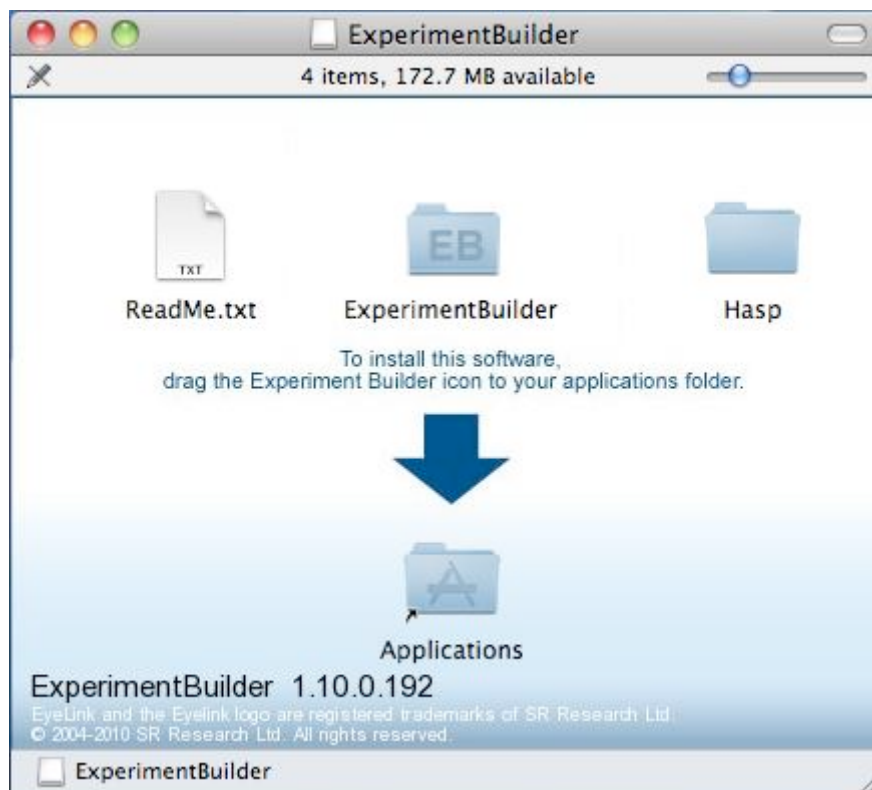 ExperimentBuilder
4 items, 172.7 MB available
TXT
EB
ReadMe.txt
ExperimentBuilder
Hasp
To install this software,
drag the Experiment Builder icon to your applications folder.
Applications
ExperimentBuilder 1.10.0.192
EyeLink and the Eyelink logo are registered trademarks of SR Research Ltd.
© 2004-2010 SR Research Ltd. All rights reserved.
ExperimentBuilder